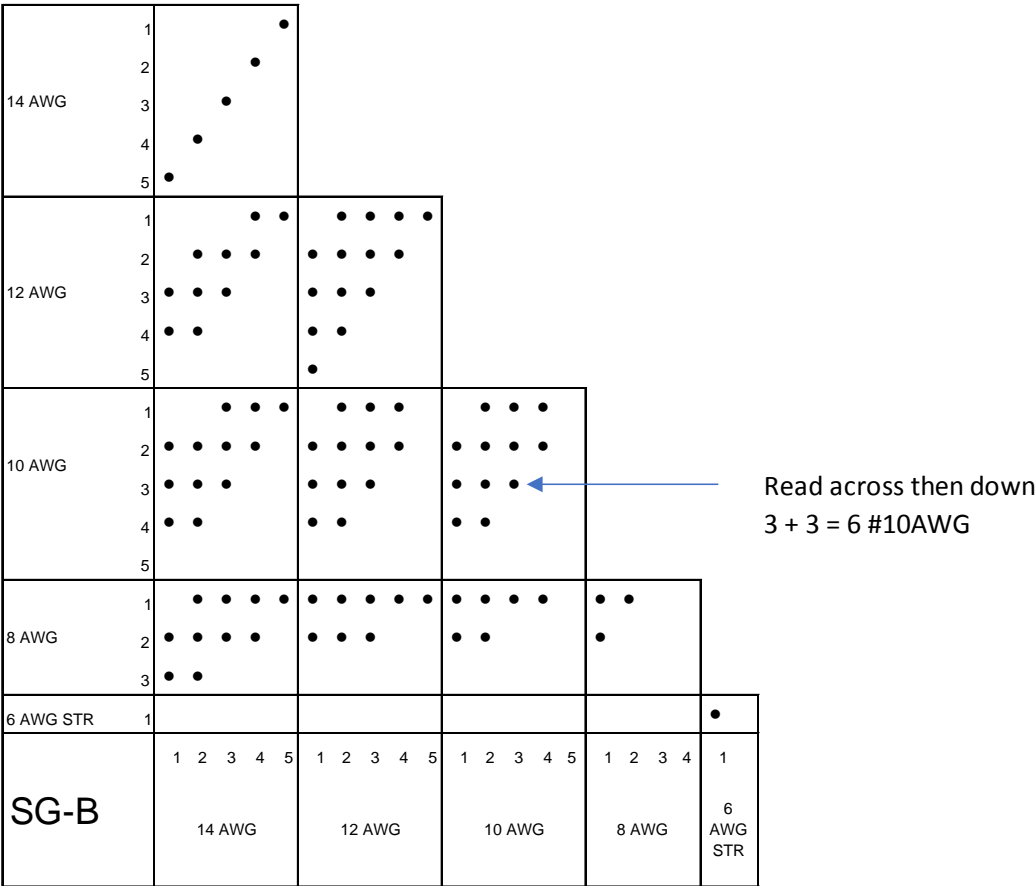 1
2
14 AWG 3
4
5
1
2
12 AWG 3
4
5
1
2
10 AWG
3
4
5
Read across then down
3 + 3 = 6 #10AWG
1
8 AWG 2
3
6 AWG STR 1
1 2 3 4 5 1 2 3 4 5 1 2 3 4 5 1 2 3 4 1
SG-B
14 AWG 12 AWG 10 AWG 8 AWG
6
AWG
STR